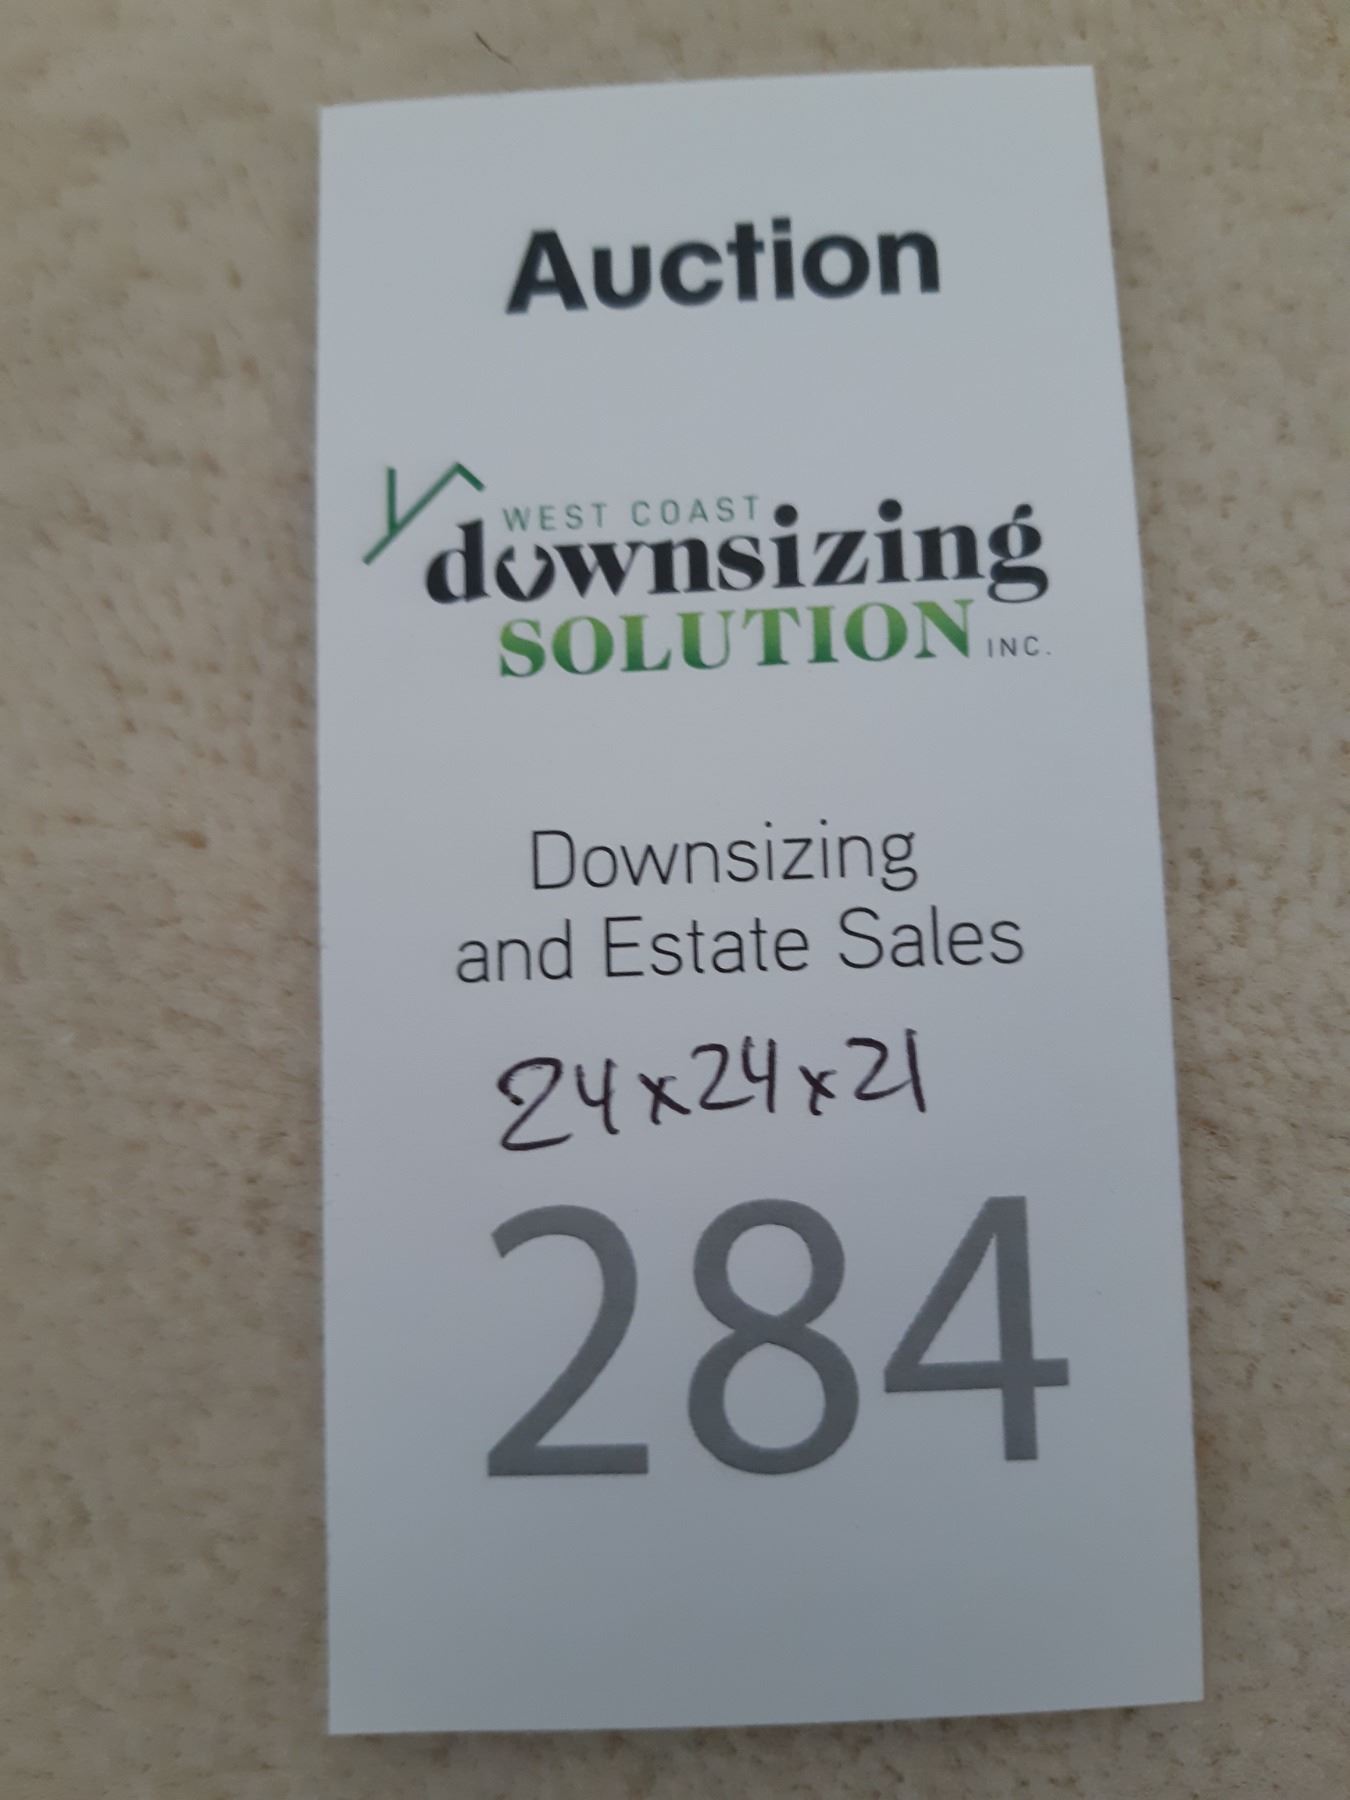 Auction
WEST COAST
downsizing
SOLUTION INC.
Downsizing
and Estate Sales
24x24x21
284